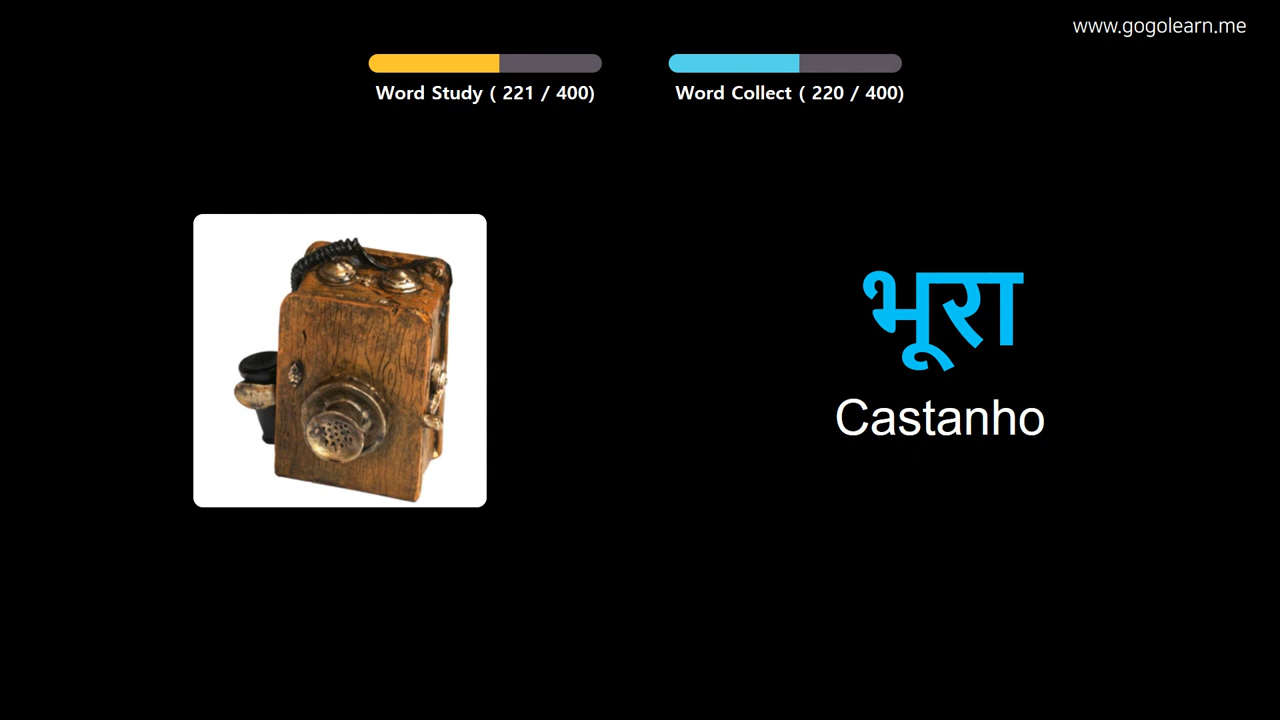 www.gogolearn.me
Word Study ( 221 / 400)
Word Collect ( 220 / 400)
भूरा
Castanho